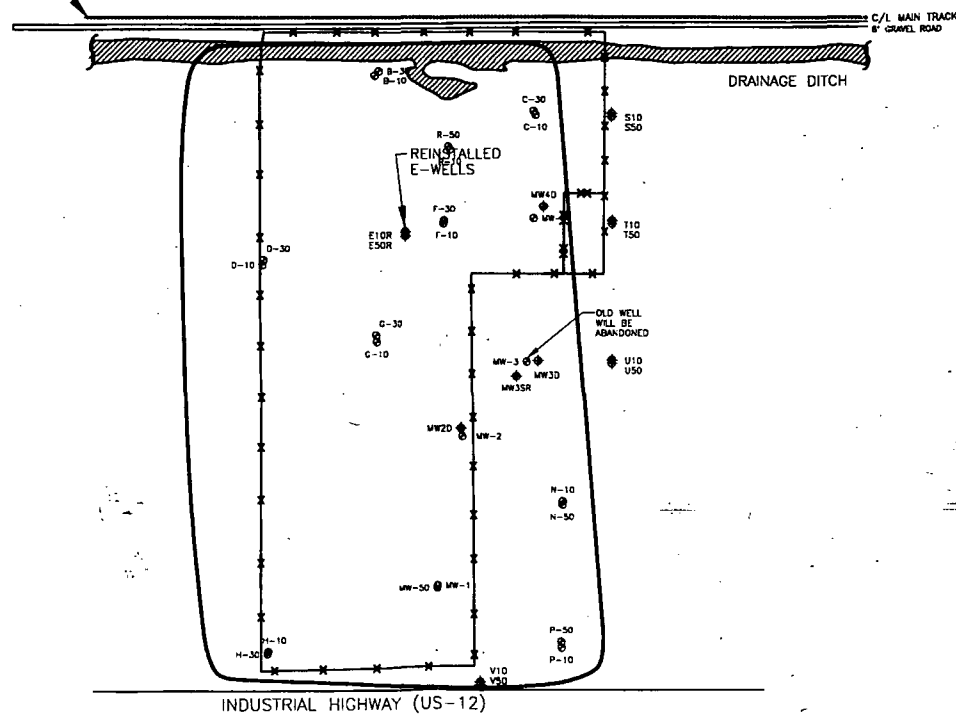 C/L MAIN TRACK
8' GRAVEL ROAD
DRAINAGE DITCH
B-30
B-10
C-30
C-10
S10
S50
R-50
R-10
REINSTALLED
E-WELLS
MW4D
F-30
F-10
T10
T50
E10R
E50R
D-30
D-10
OLD WELL
WILL BE
ABANDONED
G-30
G-10
MW-3
MW3D
U10
U50
MW3SR
MW2D
MW-2
N-10
N-50
MW-50
MW-1
H-10
H-30
P-50
P-10
V10
V50
INDUSTRIAL HIGHWAY (US-12)